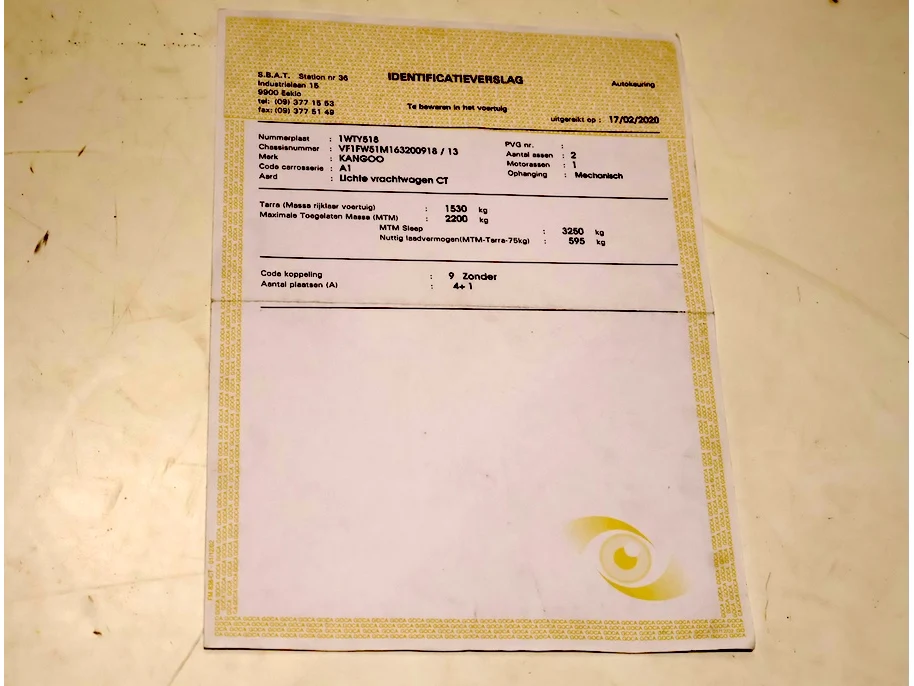 S.B.A.T. Station nr 36
Industrielaan 15
9900 Eeklo
tel: (09) 377 15 53
fax: (09) 377 51 49
IDENTIFICATIEVERSLAG
Te bewaren in het voertuig
Autokeuring
uitgereikt op : 17/02/2020
Nummerplaat : 1WTY518
Chassisnummer : VF1FW51M163200918 / 13
Merk : KANGOO
Code carrosserie : A1
Aard : Lichte vrachtwagen CT
PVG nr. :
Aantal assen : 2
Motorassen : 1
Ophanging : Mechanisch
Tarra (Massa rijklaar voertuig) : 1530 kg
Maximale Toegelaten Massa (MTM) : 2200 kg
MTM Sleep : 3250 kg
Nuttig laadvermogen(MTM-Tarra-75kg) : 595 kg
Code koppeling : 9 Zonder
Aantal plaatsen (A) : 4+ 1